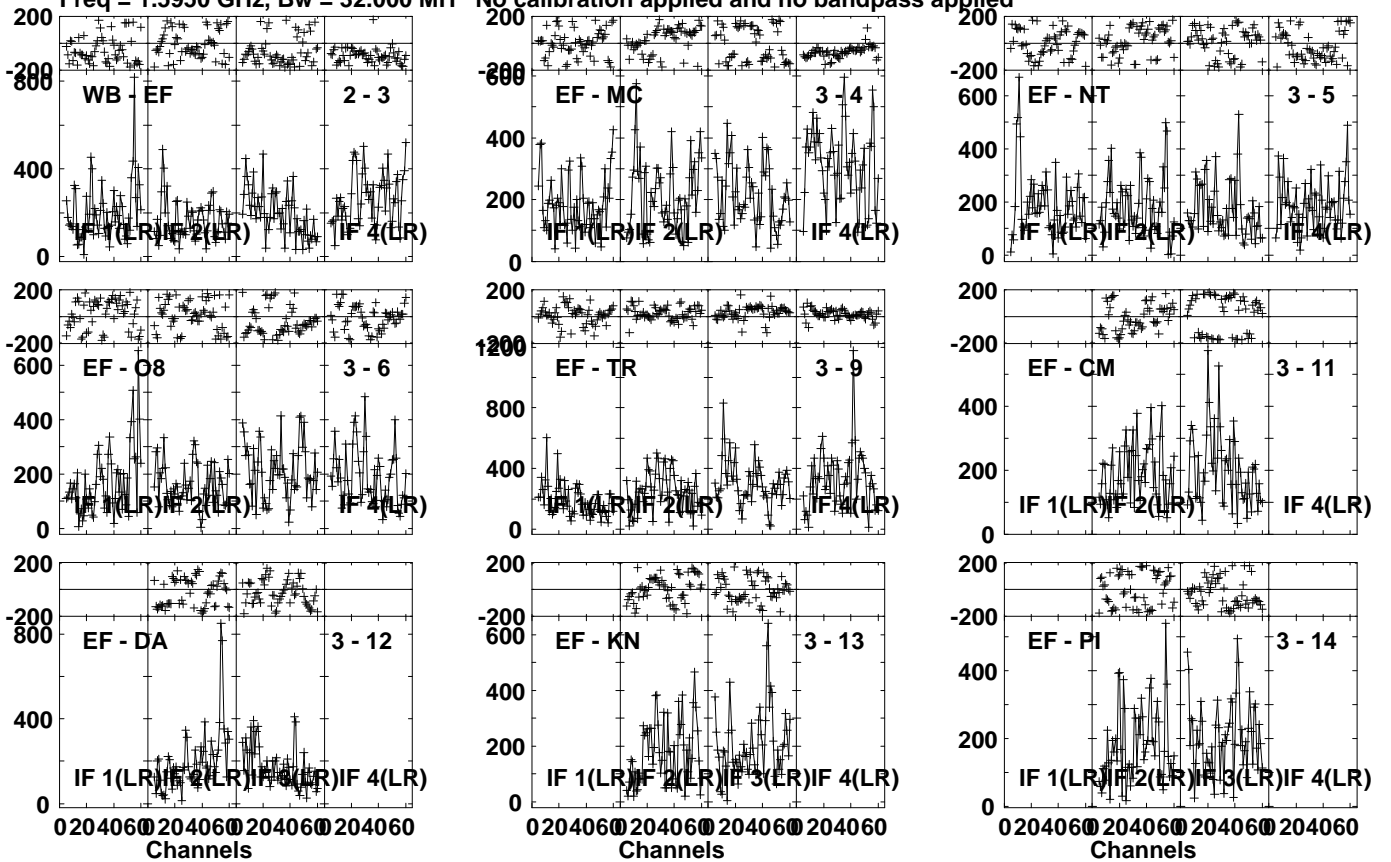 Freq = 1.5950 GHz, Bw = 32.000 MH No calibration applied and no bandpass applied
200
-200
800
400
0
WB - EF 2 - 3
IF 1(LR) IF 2(LR) IF 4(LR)
200
-200
600
400
200
0
EF - MC 3 - 4
IF 1(LR) IF 2(LR) IF 4(LR)
200
-200
600
400
200
0
EF - NT 3 - 5
IF 1(LR) IF 2(LR) IF 4(LR)
200
-200
600
400
200
0
EF - O8 3 - 6
IF 1(LR) IF 2(LR) IF 4(LR)
200
-200
1200
800
400
0
EF - TR 3 - 9
IF 1(LR) IF 2(LR) IF 4(LR)
200
-200
400
200
0
EF - CM 3 - 11
IF 1(LR) IF 2(LR) IF 4(LR)
200
-200
800
400
0
EF - DA 3 - 12
IF 1(LR) IF 2(LR) IF 3(LR) IF 4(LR)
0 20 40 60 0 20 40 60 0 20 40 60 0 20 40 60
Channels
200
-200
600
400
200
0
EF - KN 3 - 13
IF 1(LR) IF 2(LR) IF 3(LR) IF 4(LR)
0 20 40 60 0 20 40 60 0 20 40 60 0 20 40 60
Channels
200
-200
400
200
0
EF - PI 3 - 14
IF 1(LR) IF 2(LR) IF 3(LR) IF 4(LR)
0 20 40 60 0 20 40 60 0 20 40 60 0 20 40 60
Channels